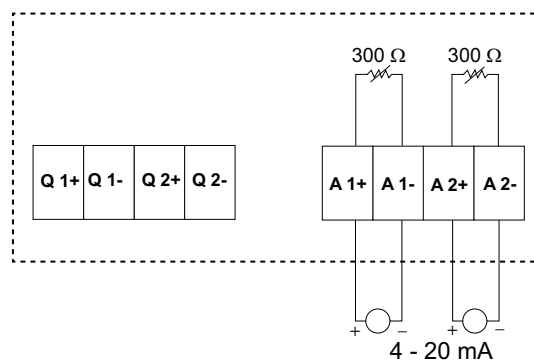 300 Ω 300 Ω
Q 1+ Q 1- Q 2+ Q 2- A 1+ A 1- A 2+ A 2-
+ − + −
4 - 20 mA